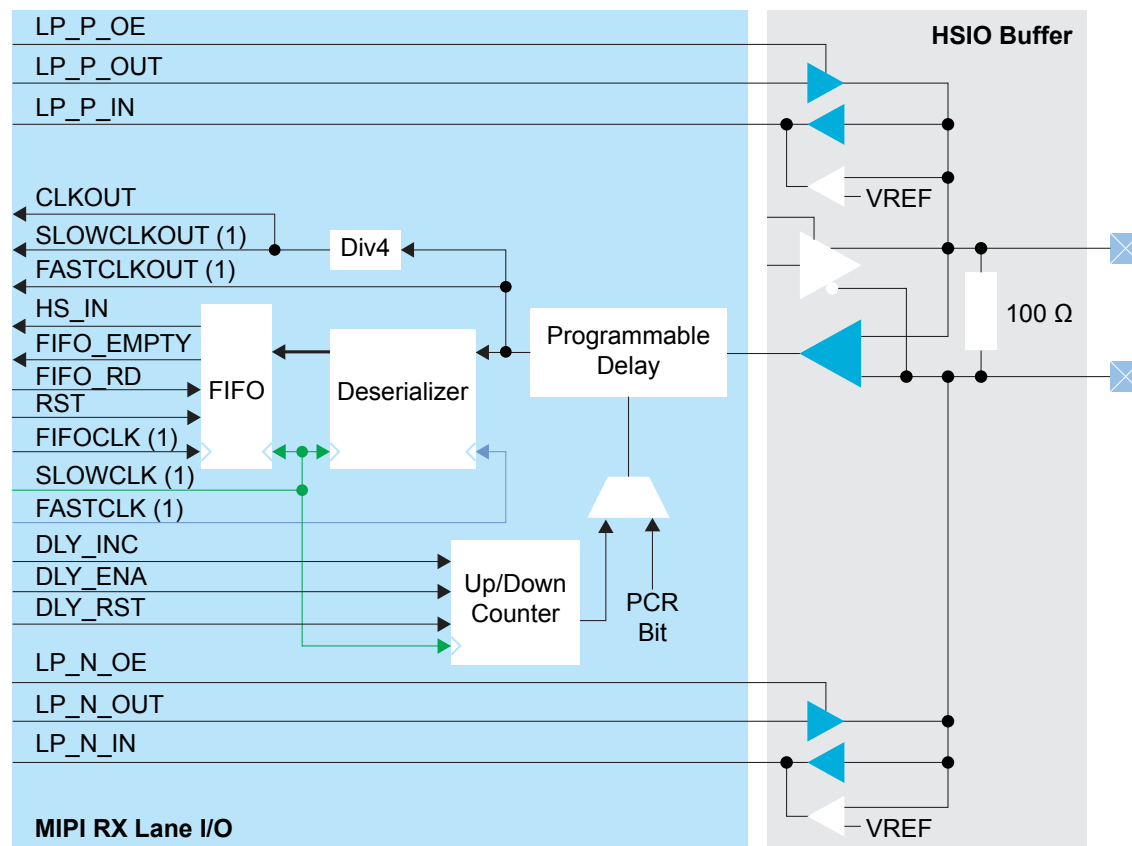 LP_P_OE
HSIO Buffer
LP_P_OUT
LP_P_IN
CLKOUT
VREF
SLOWCLKOUT (1)
Div4
FASTCLKOUT (1)
HS_IN
100 Ω
Programmable
Delay
FIFO_EMPTY
FIFO_RD
FIFO
Deserializer
RST
FIFOCLK (1)
SLOWCLK (1)
FASTCLK (1)
DLY_INC
DLY_ENA
Up/Down
Counter
PCR
Bit
DLY_RST
LP_N_OE
LP_N_OUT
LP_N_IN
MIPI RX Lane I/O
VREF